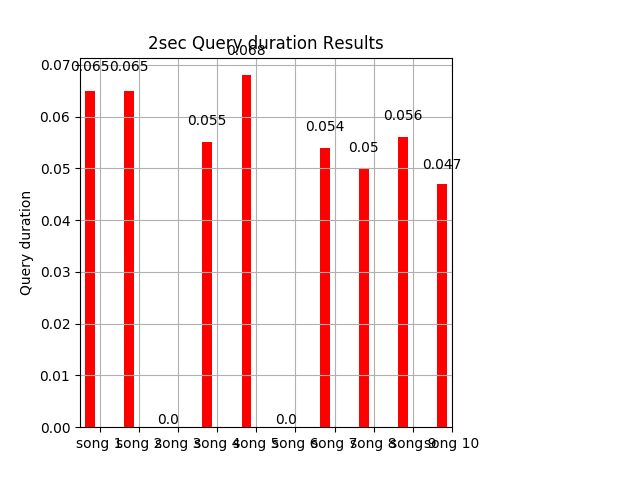 2sec Query duration Results
0.068
0.070
0.065
0.065
0.06
0.056
0.055
0.054
0.05
0.05
0.047
0.04
0.03
0.02
0.01
0.00
0.0
0.0
song 1
song 2
song 3
song 4
song 5
song 6
song 7
song 8
song 9
song 10
Query duration